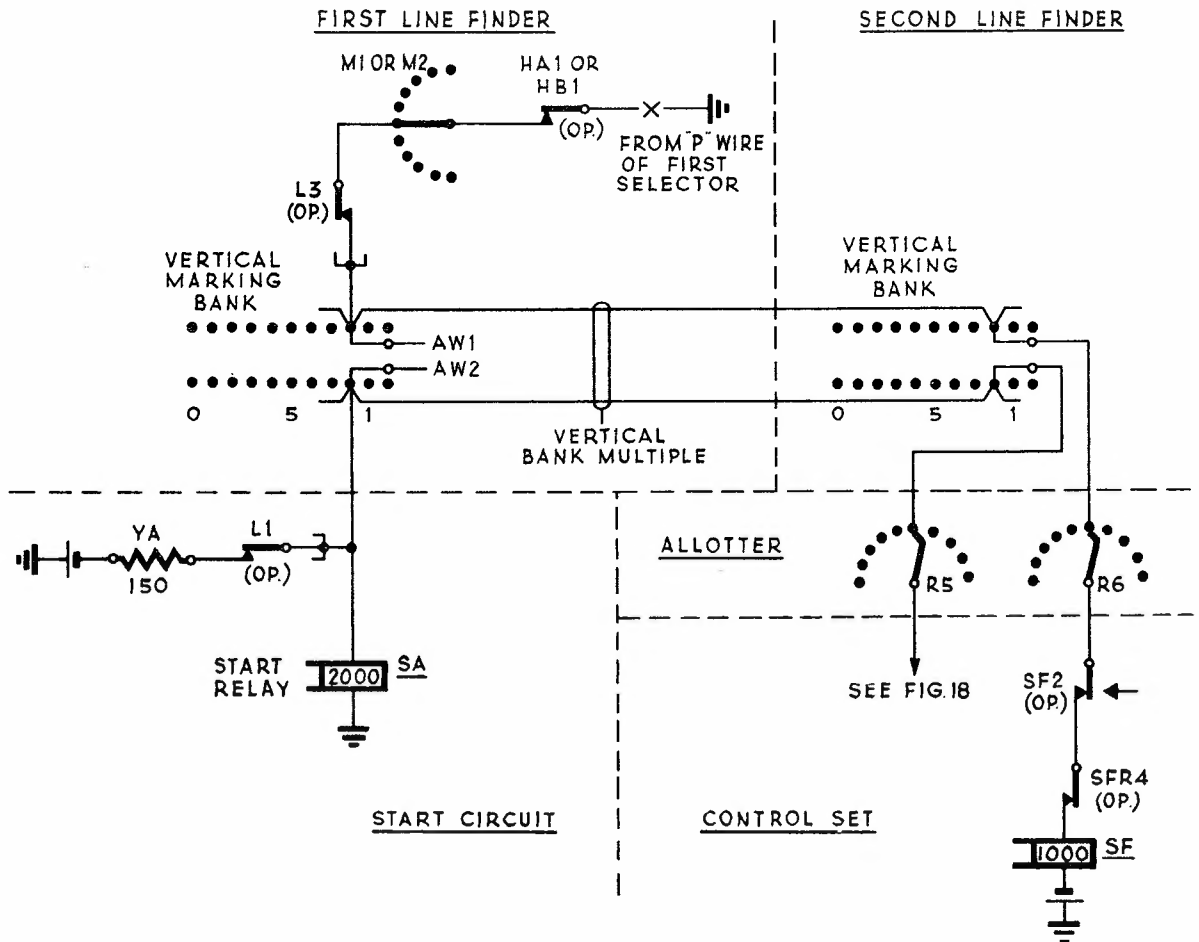 FIRST LINE FINDER
SECOND LINE FINDER
M1 OR M2
HA1 OR
HB1
(OP.)
FROM "P" WIRE
OF FIRST
SELECTOR
L3
(OP.)
VERTICAL
MARKING
BANK
VERTICAL
MARKING
BANK
AW1
AW2
0 5 1
0 5 1
VERTICAL
BANK MULTIPLE
YA
150
L1
(OP.)
ALLOTTER
R5
R6
START
RELAY
2000
SA
SEE FIG. 18
SF2
(OP.)
SFR4
(OP.)
START CIRCUIT
CONTROL SET
1000
SF